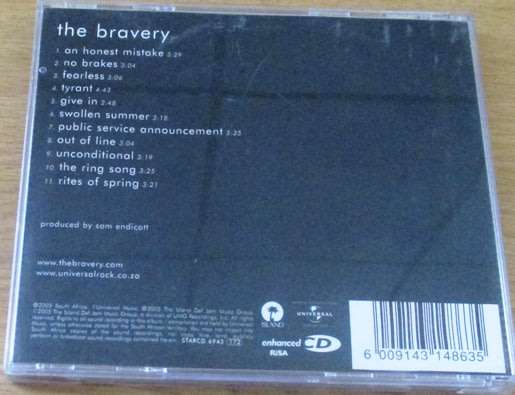 the bravery
1. an honest mistake 3:39
2. no brakes 3:04
3. fearless 3:06
4. tyrant 4:43
5. give in 2:48
6. swollen summer 3:18
7. public service announcement 3:35
8. out of line 3:04
9. unconditional 3:19
10. the ring song 3:25
11. rites of spring 3:21
produced by sam endicott
www.thebravery.com
www.universalrock.co.za
ISLAND
UNIVERSAL
enhanced CD
RISA
STARCD 6943 172
6 009143 148635